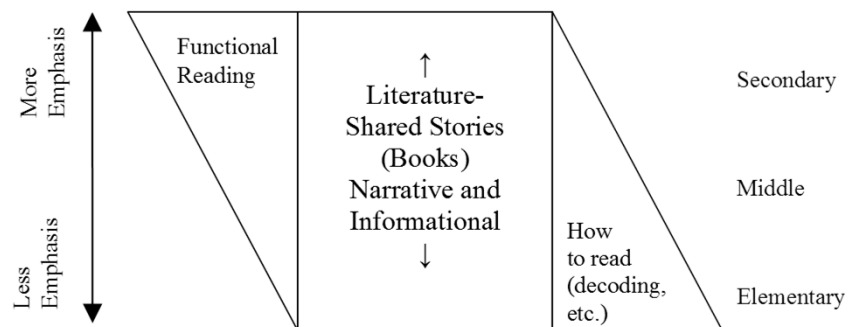 More
Emphasis
Less
Emphasis
Functional
Reading
↑
Literature-
Shared Stories
(Books)
Narrative and
Informational
↓
How
to read
(decoding,
etc.)
Secondary
Middle
Elementary